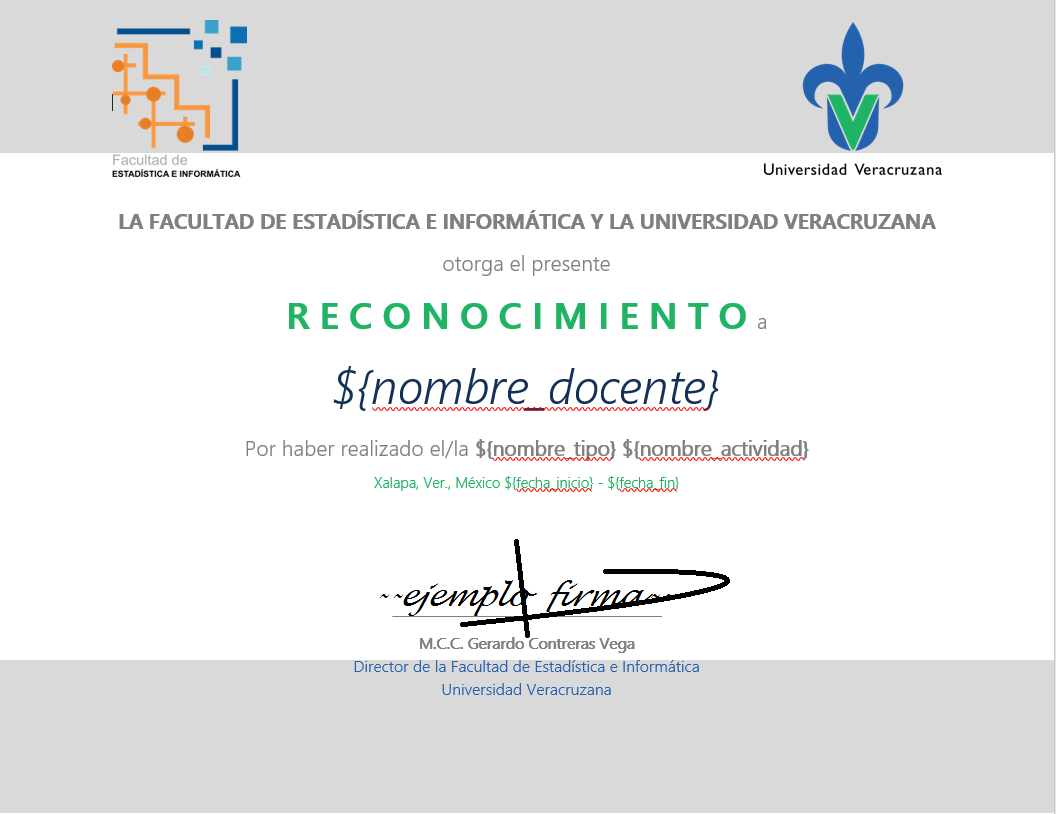 Facultad de
ESTADÍSTICA E INFORMÁTICA
Universidad Veracruzana
LA FACULTAD DE ESTADÍSTICA E INFORMÁTICA Y LA UNIVERSIDAD VERACRUZANA
otorga el presente
RECONOCIMIENTO a
${nombre_docente}
Por haber realizado el/la ${nombre_tipo} ${nombre_actividad}
Xalapa, Ver., México ${fecha_inicio} - ${fecha_fin}
~~ejemplo firma~~
M.C.C. Gerardo Contreras Vega
Director de la Facultad de Estadística e Informática
Universidad Veracruzana